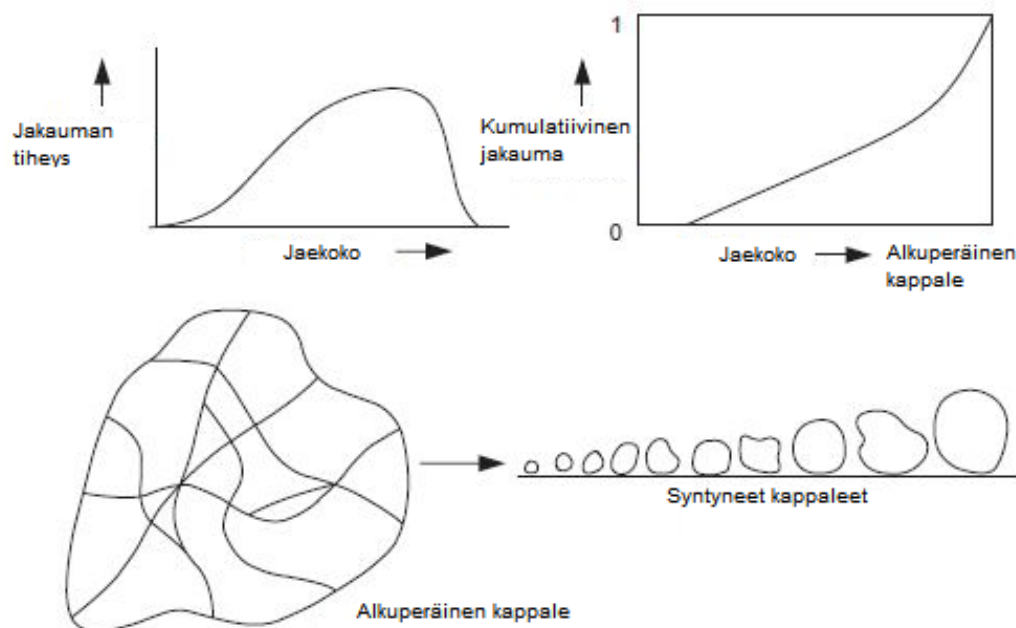 Jakauman
tiheys
Jaekoko
1
Kumulatiivinen
jakauma
0
Jaekoko
Alkuperäinen
kappale
Syntyneet kappaleet
Alkuperäinen kappale